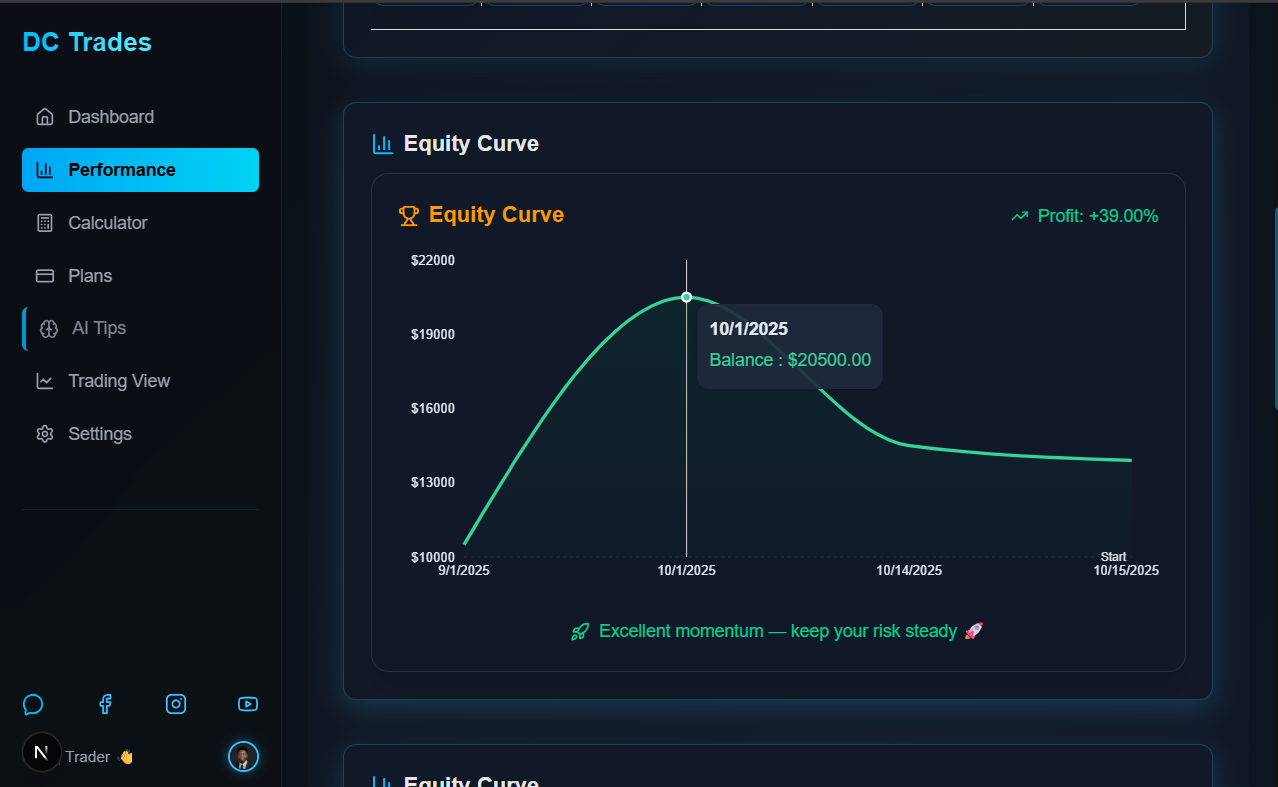 DC Trades
Dashboard
Performance
Calculator
Plans
AI Tips
Trading View
Settings
N
Trader 👋
Equity Curve
Equity Curve
Profit: +39.00%
$22000
$19000
$16000
$13000
$10000
10/1/2025
Balance : $20500.00
Start
9/1/2025
10/1/2025
10/14/2025
10/15/2025
Excellent momentum — keep your risk steady 🚀
Equity Curve